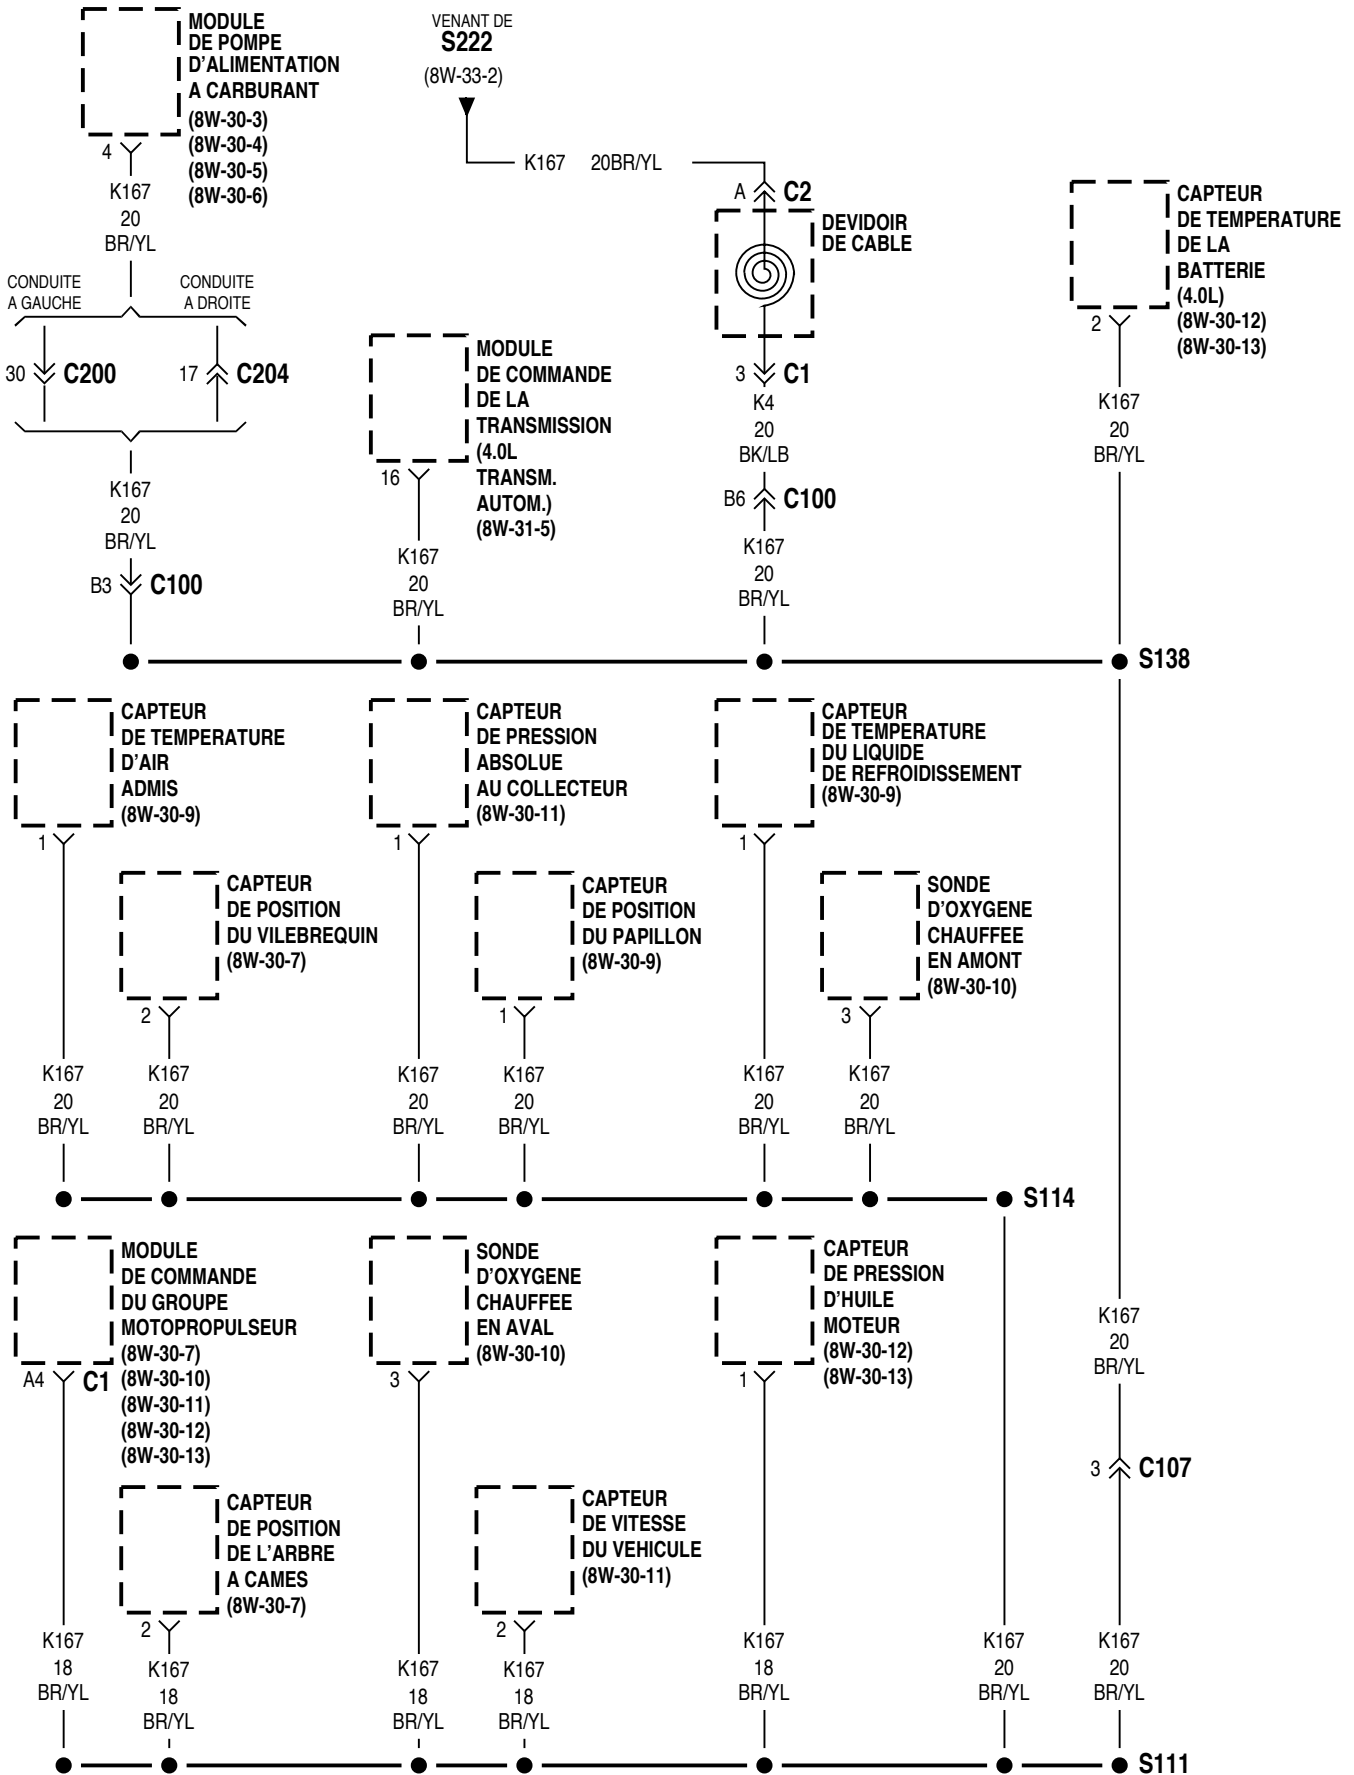 MODULE
DE POMPE
D'ALIMENTATION
A CARBURANT
(8W-30-3)
(8W-30-4)
(8W-30-5)
(8W-30-6)
4
K167
20
BR/YL
CONDUITE
A GAUCHE
CONDUITE
A DROITE
30
C200
17
C204
K167
20
BR/YL
B3
C100
MODULE
DE COMMANDE
DE LA
TRANSMISSION
(4.0L
TRANSM.
AUTOM.)
(8W-31-5)
16
K167
20
BR/YL
VENANT DE
S222
(8W-33-2)
K167 20BR/YL
A
C2
DEVIDOIR
DE CABLE
3
C1
K4
20
BK/LB
B6
C100
K167
20
BR/YL
CAPTEUR
DE TEMPERATURE
DE LA
BATTERIE
(4.0L)
(8W-30-12)
(8W-30-13)
2
K167
20
BR/YL
S138
CAPTEUR
DE TEMPERATURE
D'AIR
ADMIS
(8W-30-9)
1
K167
20
BR/YL
CAPTEUR
DE POSITION
DU VILEBREQUIN
(8W-30-7)
2
K167
20
BR/YL
CAPTEUR
DE PRESSION
ABSOLUE
AU COLLECTEUR
(8W-30-11)
1
K167
20
BR/YL
CAPTEUR
DE POSITION
DU PAPILLON
(8W-30-9)
1
K167
20
BR/YL
CAPTEUR
DE TEMPERATURE
DU LIQUIDE
DE REFROIDISSEMENT
(8W-30-9)
1
K167
20
BR/YL
SONDE
D'OXYGENE
CHAUFFEE
EN AMONT
(8W-30-10)
3
K167
20
BR/YL
S114
MODULE
DE COMMANDE
DU GROUPE
MOTOPROPULSEUR
(8W-30-7)
(8W-30-10)
(8W-30-11)
(8W-30-12)
(8W-30-13)
A4
C1
K167
18
BR/YL
CAPTEUR
DE POSITION
DE L'ARBRE
A CAMES
(8W-30-7)
2
K167
18
BR/YL
SONDE
D'OXYGENE
CHAUFFEE
EN AVAL
(8W-30-10)
3
K167
18
BR/YL
CAPTEUR
DE VITESSE
DU VEHICULE
(8W-30-11)
2
K167
18
BR/YL
CAPTEUR
DE PRESSION
D'HUILE
MOTEUR
(8W-30-12)
(8W-30-13)
1
K167
18
BR/YL
K167
20
BR/YL
K167
20
BR/YL
3
C107
K167
20
BR/YL
S111